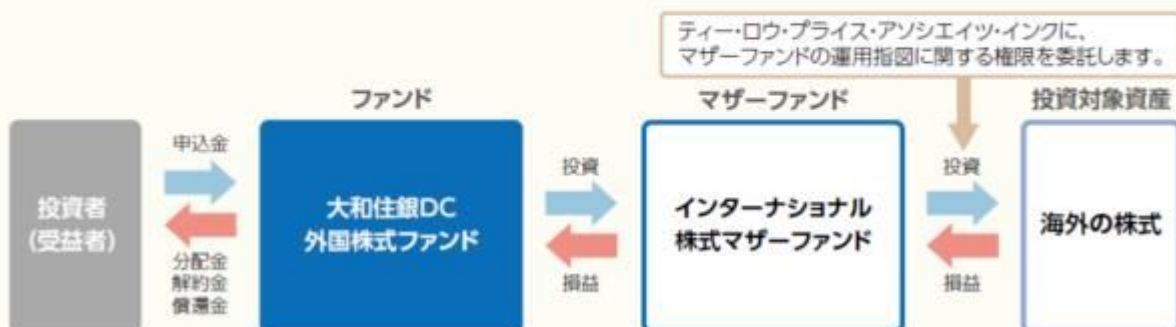 ティー・ロウ・プライス・アソシエイツ・インクに、
マザーファンドの運用指図に関する権限を委託します。
ファンド
マザーファンド
投資対象資産
投資者
(受益者)
申込金
分配金
解約金
償還金
大和住銀DC
外国株式ファンド
投資
損益
インターナショナル
株式マザーファンド
投資
損益
海外の株式